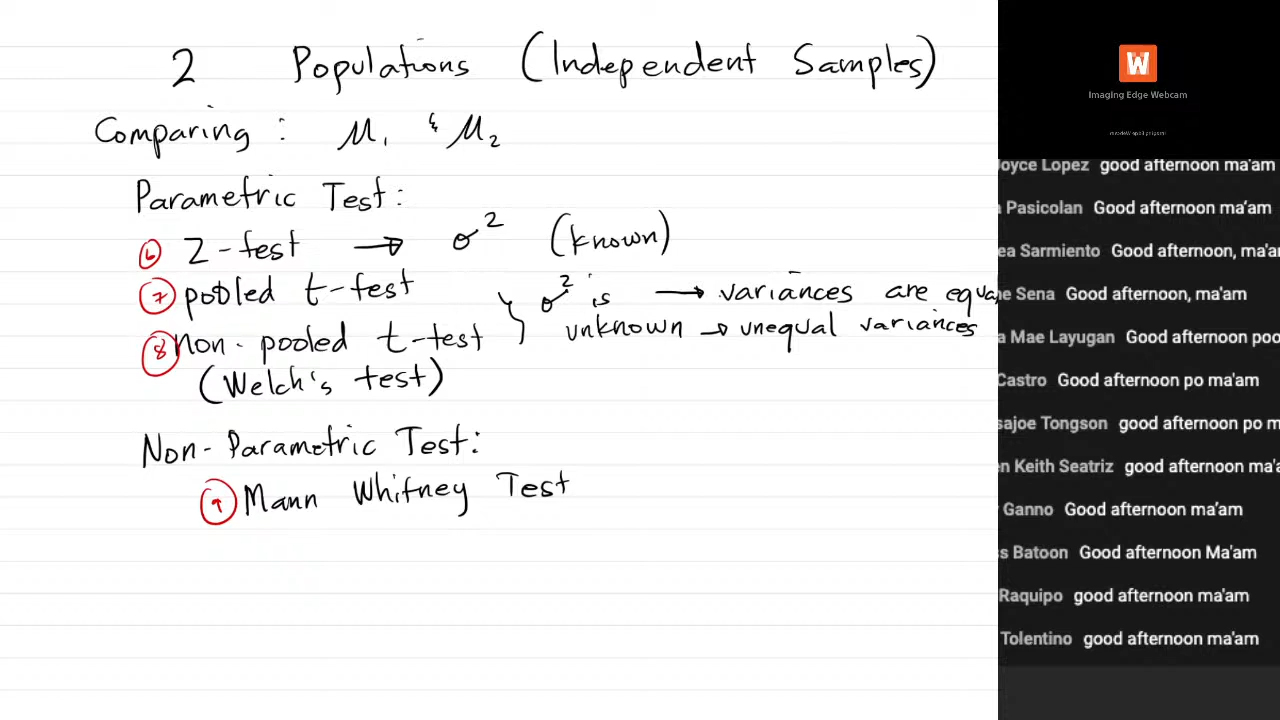 2 Populations (Independent Samples)
Comparing : μ₁ & μ₂
Parametric Test:
⑥ Z-test → σ² (known)
⑦ pooled t-test } σ² is → variances are equa
⑧ non-pooled t-test unknown → unequal variances
(Welch's test)
Non-Parametric Test:
⑨ Mann Whitney Test
W
Imaging Edge Webcam
Joyce Lopez good afternoon ma'am
Pasicolan Good afternoon ma'am
ea Sarmiento Good afternoon, ma'a
ne Sena Good afternoon, ma'am
a Mae Layugan Good afternoon poo
Castro Good afternoon po ma'am
sajoe Tongson good afternoon po m
en Keith Seatriz good afternoon ma'a
Ganno Good afternoon ma'am
s Batoon Good afternoon Ma'am
Raquipo good afternoon ma'am
Tolentino good afternoon ma'am